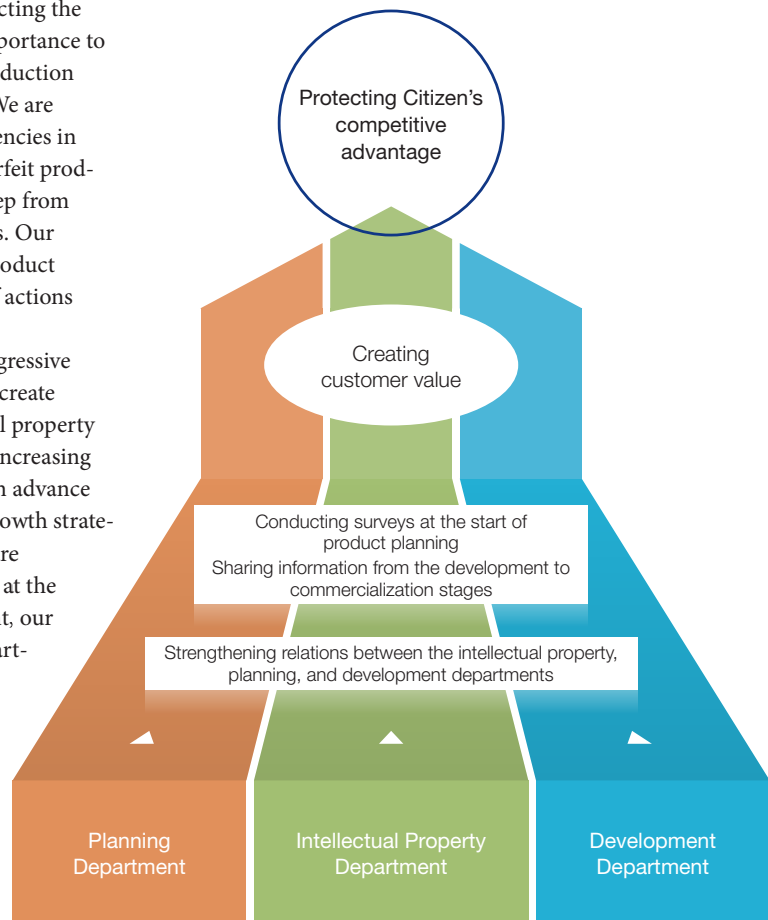 cting the
portance to
duction
We are
encies in
rfeit prod-
ep from
s. Our
oduct
f actions
gressive
create
l property
ncreasing
n advance
owth strate-
re
at the
t, our
art-
Protecting Citizen’s
competitive
advantage
Creating
customer value
Conducting surveys at the start of
product planning
Sharing information from the development to
commercialization stages
Strengthening relations between the intellectual property,
planning, and development departments
Planning
Department
Intellectual Property
Department
Development
Department